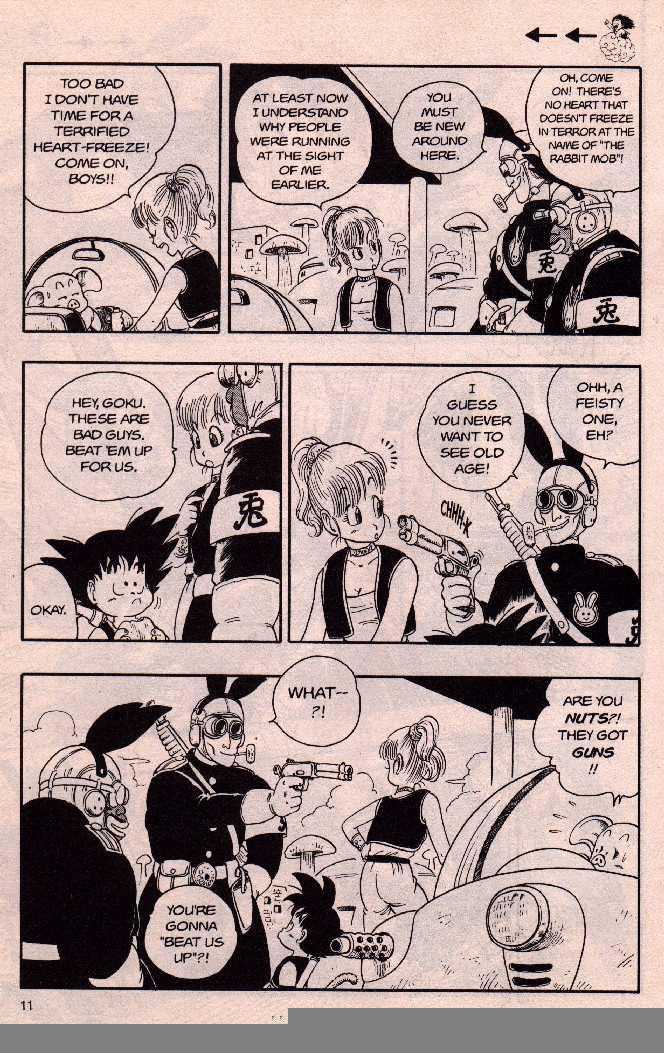 OH, COME
ON! THERE'S
NO HEART THAT
DOESN'T FREEZE
IN TERROR AT THE
NAME OF "THE
RABBIT MOB"!
YOU
MUST
BE NEW
AROUND
HERE.
兎
兎
AT LEAST NOW
I UNDERSTAND
WHY PEOPLE
WERE RUNNING
AT THE SIGHT
OF ME
EARLIER.
TOO BAD
I DON'T HAVE
TIME FOR A
TERRIFIED
HEART-FREEZE!
COME ON,
BOYS!!
OHH, A
FEISTY
ONE,
EH?
I
GUESS
YOU NEVER
WANT TO
SEE OLD
AGE!
CHHH-K
HEY, GOKU.
THESE ARE
BAD GUYS.
BEAT 'EM UP
FOR US.
兎
OKAY.
ARE YOU
NUTS?!
THEY GOT
GUNS
!!
WHAT--
?!
YOU'RE
GONNA
"BEAT US
UP"?!
11